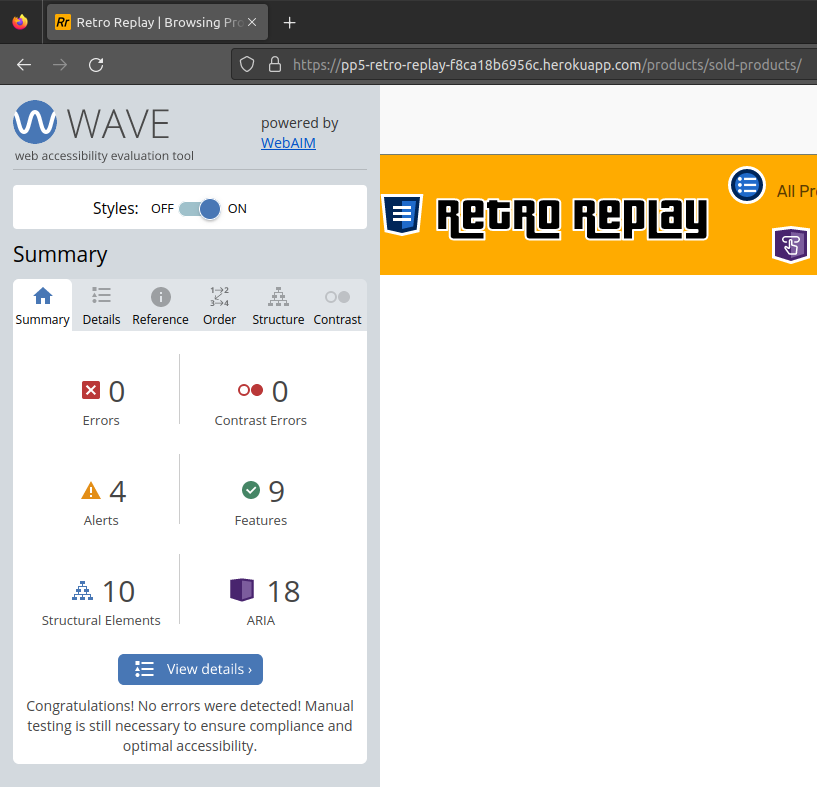 Rr Retro Replay | Browsing Pro
https://pp5-retro-replay-f8ca18b6956c.herokuapp.com/products/sold-products/
WAVE
web accessibility evaluation tool
powered by
WebAIM
Styles: OFF ON
Summary
Summary Details Reference Order Structure Contrast
0 0
Errors Contrast Errors
4 9
Alerts Features
10 18
Structural Elements ARIA
View details ›
Congratulations! No errors were detected! Manual
testing is still necessary to ensure compliance and
optimal accessibility.
Retro Replay
All Pr